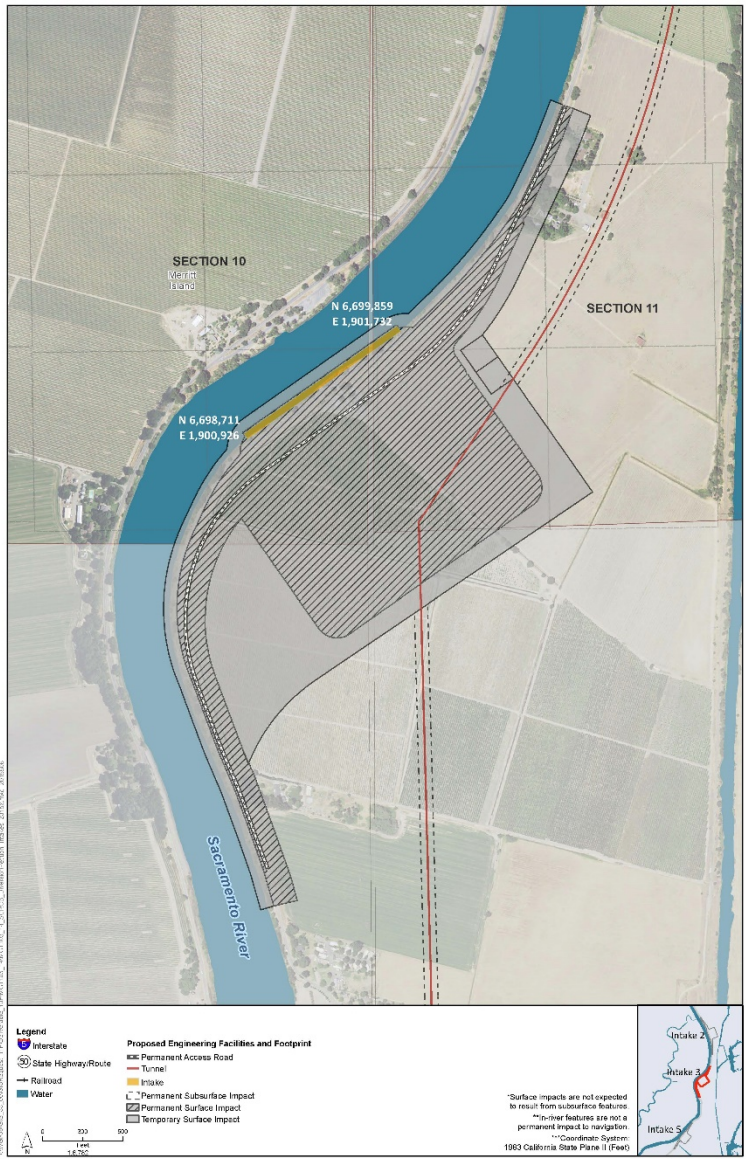 SECTION 10
Merritt
Island
N 6,699,859
E 1,901,732
SECTION 11
N 6,698,711
E 1,900,926
Sacramento River
Legend
Interstate
State Highway/Route
Railroad
Water
Proposed Engineering Facilities and Footprint
Permanent Access Road
Tunnel
Intake
Permanent Subsurface Impact
Permanent Surface Impact
Temporary Surface Impact
N
0 300 600
Feet
*Surface impacts are not expected
to result from subsurface features.
**In-river features are not a
permanent impact to navigation.
***Coordinate System:
1983 California State Plane II (Feet)
Intake 2
Intake 3
Intake 5